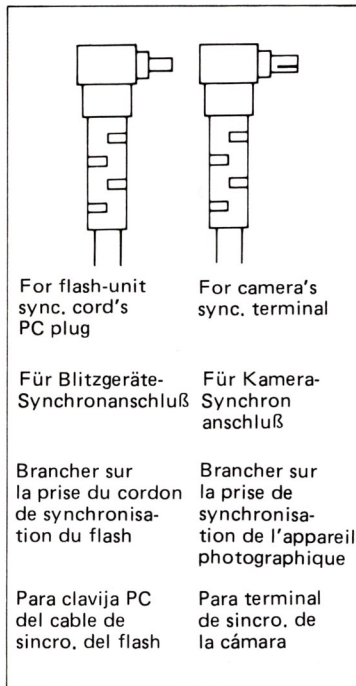 For flash-unit
sync. cord's
PC plug
For camera's
sync. terminal
Für Blitzgeräte-
Synchronanschluß
Für Kamera-
Synchron
anschluß
Brancher sur
la prise du cordon
de synchronisa-
tion du flash
Brancher sur
la prise de
synchronisa-
tion de l'appareil
photographique
Para clavija PC
del cable de
sincro. del flash
Para terminal
de sincro. de
la cámara